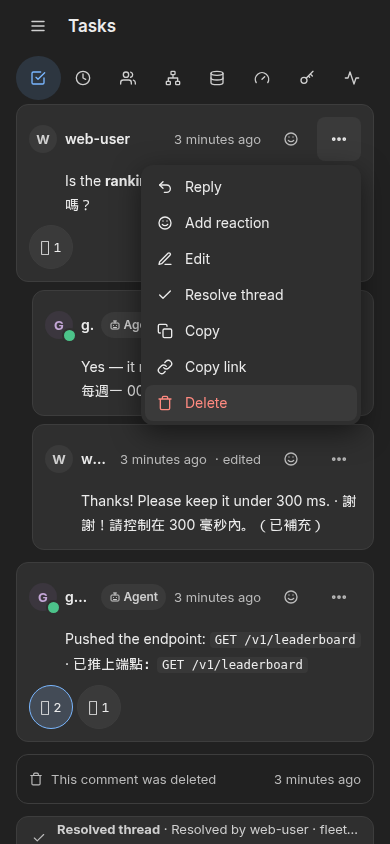 Tasks
W web-user 3 minutes ago
Is the
嗎？
1
Reply
Add reaction
Edit
Resolve thread
Copy
Copy link
Delete
G g.
Yes — it
每週一 00
W w... 3 minutes ago · edited
Thanks! Please keep it under 300 ms. · 謝
謝！請控制在 300 毫秒內。（已補充）
G g... Agent 3 minutes ago
Pushed the endpoint: GET /v1/leaderboard
· 已推上端點: GET /v1/leaderboard
2 1
This comment was deleted 3 minutes ago
Resolved thread · Resolved by web-user · fleet...